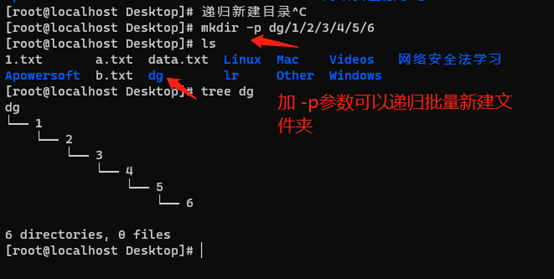 [root@localhost Desktop]# 递归新建目录^C
[root@localhost Desktop]# mkdir -p dg/1/2/3/4/5/6
[root@localhost Desktop]# ls
1.txt a.txt data.txt Linux Mac Videos 网络安全法学习
Apowersoft b.txt dg lr Other Windows
[root@localhost Desktop]# tree dg
dg
└── 1
    └── 2
        └── 3
            └── 4
                └── 5
                    └── 6
加 -p参数可以递归批量新建文
件夹
6 directories, 0 files
[root@localhost Desktop]#